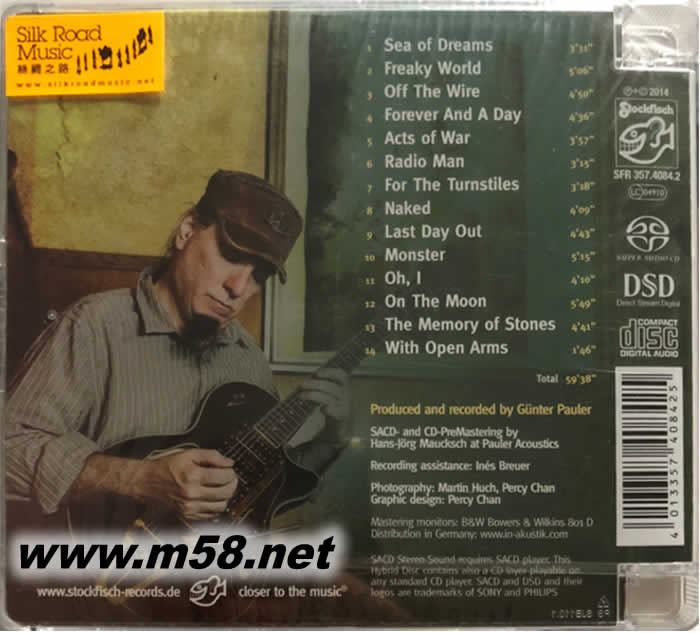 Silk Road
Music
絲綢之路
www.silkroadmusic.net
1 Sea of Dreams 3'31"
2 Freaky World 5'06"
3 Off The Wire 4'50"
4 Forever And A Day 4'36"
5 Acts of War 3'57"
6 Radio Man 3'15"
7 For The Turnstiles 3'18"
8 Naked 4'09"
9 Last Day Out 4'43"
10 Monster 5'15"
11 Oh, I 4'10"
12 On The Moon 5'49"
13 The Memory of Stones 4'41"
14 With Open Arms 1'46"
Total 59'38"
Produced and recorded by Günter Pauler
SACD- and CD-PreMastering by
Hans-Jörg Maucksch at Pauler Acoustics
Recording assistance: Inés Breuer
Photography: Martin Huch, Percy Chan
Graphic design: Percy Chan
Mastering monitors: B&W Bowers & Wilkins 801 D
Distribution in Germany: www.in-akustik.com
SACD Stereo Sound requires SACD player. This
Hybrid Disc contains also a CD layer playable on
any standard CD player. SACD and DSD and their
logos are trademarks of SONY and PHILIPS
℗+© 2014
Stockfisch
SFR 357.4084.2
LC 04910
SUPER AUDIO CD
DSD
Direct Stream Digital
COMPACT
disc
DIGITAL AUDIO
4 013357 408425
www.m58.net
www.stockfisch-records.de
closer to the music®